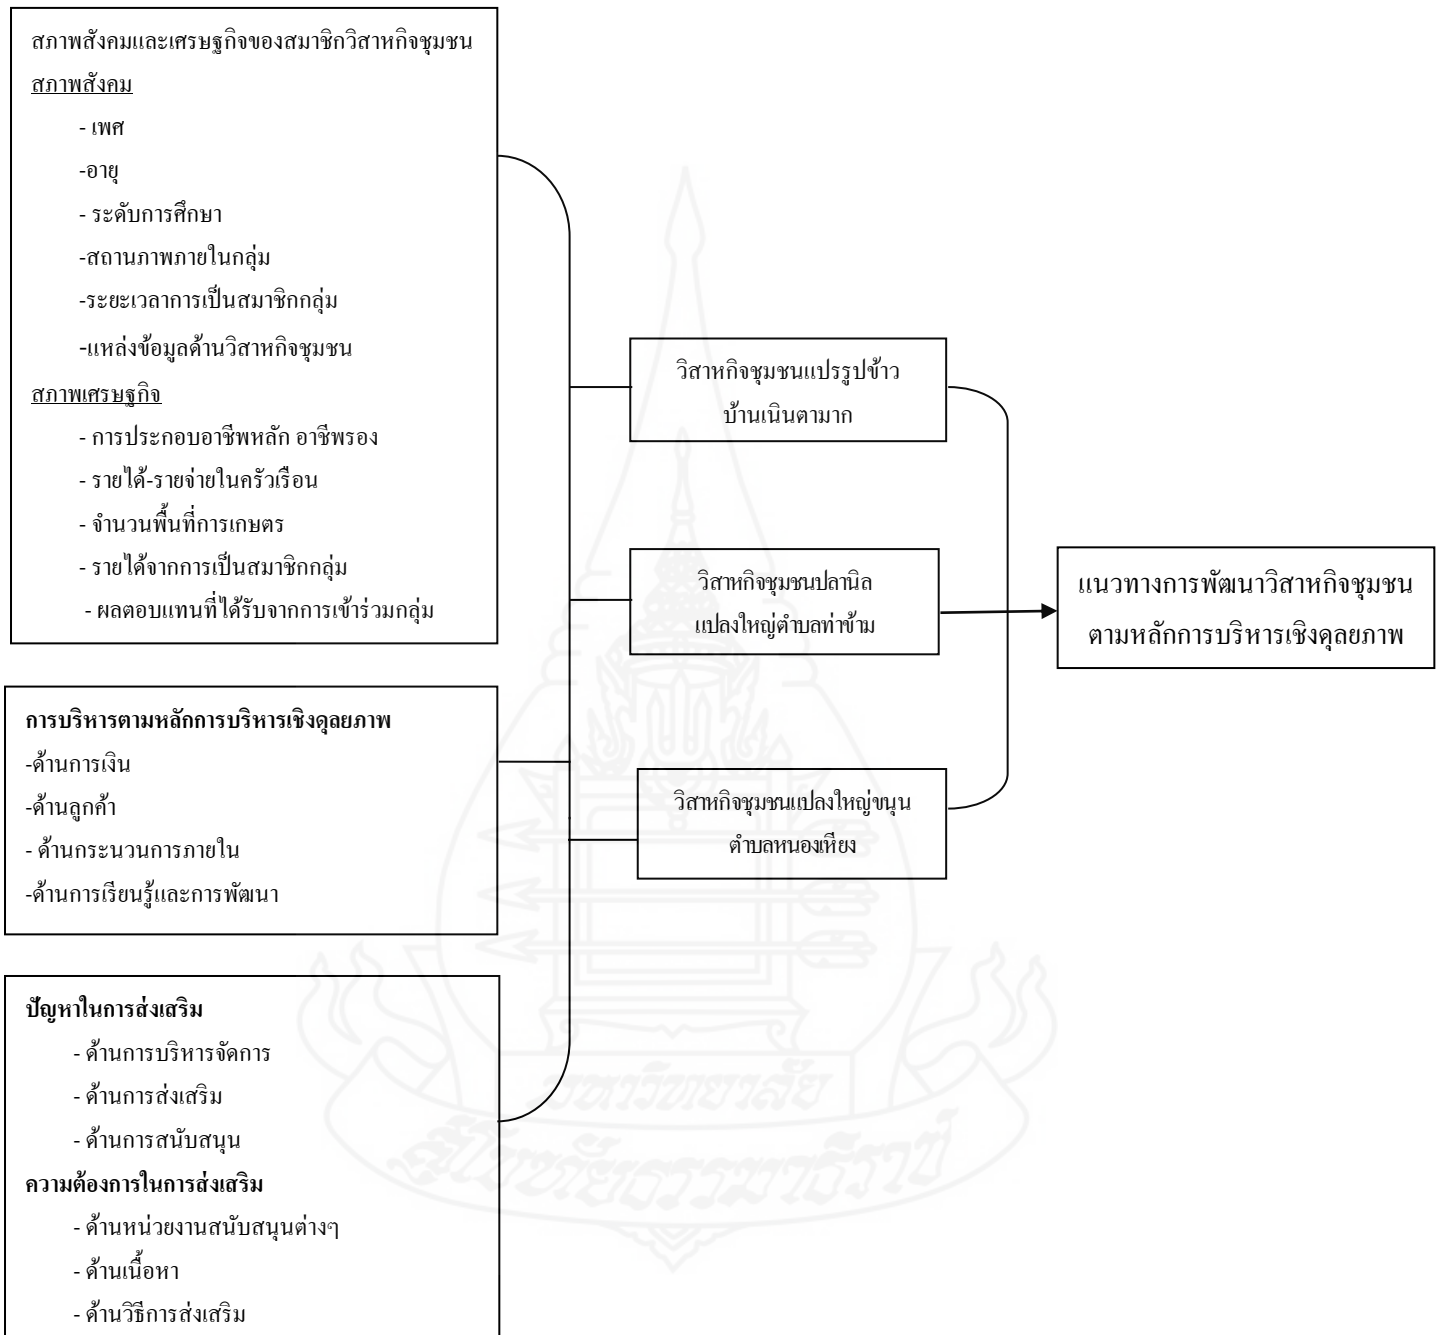 สภาพสังคมและเศรษฐกิจของสมาชิกวิสาหกิจชุมชน
สภาพสังคม
- เพศ
-อายุ
- ระดับการศึกษา
-สถานภาพภายในกลุ่ม
-ระยะเวลาการเป็นสมาชิกกลุ่ม
-แหล่งข้อมูลด้านวิสาหกิจชุมชน
สภาพเศรษฐกิจ
- การประกอบอาชีพหลัก อาชีพรอง
- รายได้-รายจ่ายในครัวเรือน
- จำนวนพื้นที่การเกษตร
- รายได้จากการเป็นสมาชิกกลุ่ม
- ผลตอบแทนที่ได้รับจากการเข้าร่วมกลุ่ม
การบริหารตามหลักการบริหารเชิงดุลยภาพ
-ด้านการเงิน
-ด้านลูกค้า
- ด้านกระบวนการภายใน
-ด้านการเรียนรู้และการพัฒนา
ปัญหาในการส่งเสริม
- ด้านการบริหารจัดการ
- ด้านการส่งเสริม
- ด้านการสนับสนุน
ความต้องการในการส่งเสริม
- ด้านหน่วยงานสนับสนุนต่างๆ
- ด้านเนื้อหา
- ด้านวิธีการส่งเสริม
วิสาหกิจชุมชนแปรรูปข้าว
บ้านเนินตามาก
วิสาหกิจชุมชนปลานิล
แปลงใหญ่ตำบลท่าข้าม
วิสาหกิจชุมชนแปลงใหญ่ขนุน
ตำบลหนองเหียง
แนวทางการพัฒนาวิสาหกิจชุมชน
ตามหลักการบริหารเชิงดุลยภาพ
มหาวิทยาลัย
สุโขทัยธรรมาธิราช